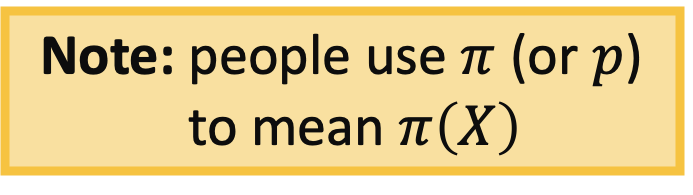 Note: people use π (or p)
to mean π(X)